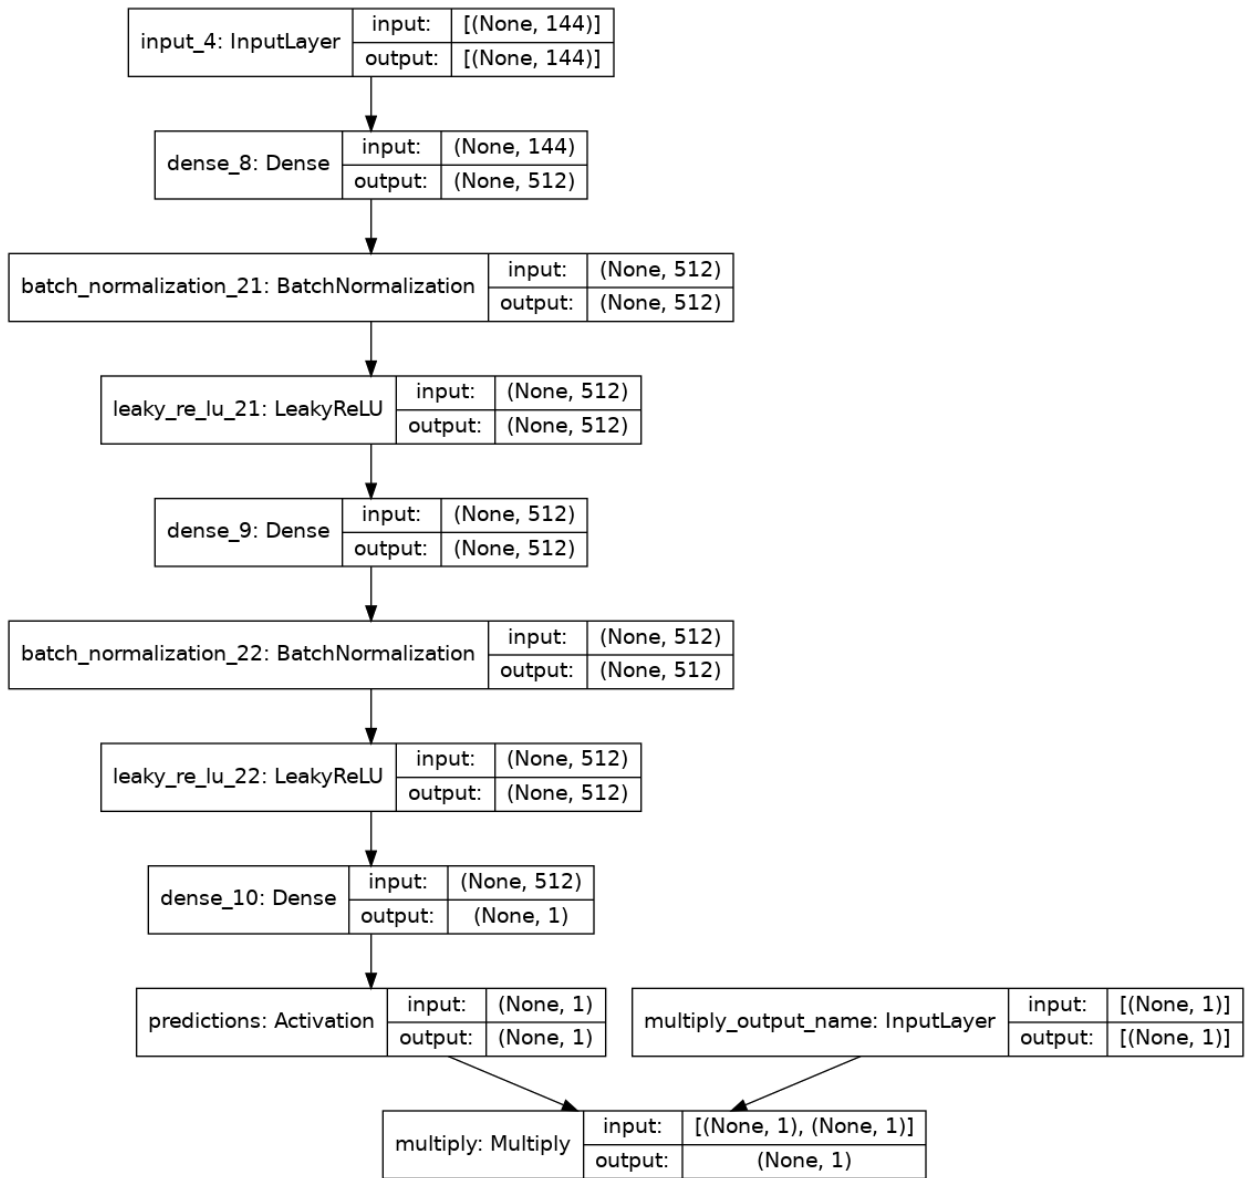 input_4: InputLayer
input: [(None, 144)]
output: [(None, 144)]
dense_8: Dense
input: (None, 144)
output: (None, 512)
batch_normalization_21: BatchNormalization
input: (None, 512)
output: (None, 512)
leaky_re_lu_21: LeakyReLU
input: (None, 512)
output: (None, 512)
dense_9: Dense
input: (None, 512)
output: (None, 512)
batch_normalization_22: BatchNormalization
input: (None, 512)
output: (None, 512)
leaky_re_lu_22: LeakyReLU
input: (None, 512)
output: (None, 512)
dense_10: Dense
input: (None, 512)
output: (None, 1)
predictions: Activation
input: (None, 1)
output: (None, 1)
multiply_output_name: InputLayer
input: [(None, 1)]
output: [(None, 1)]
multiply: Multiply
input: [(None, 1), (None, 1)]
output: (None, 1)